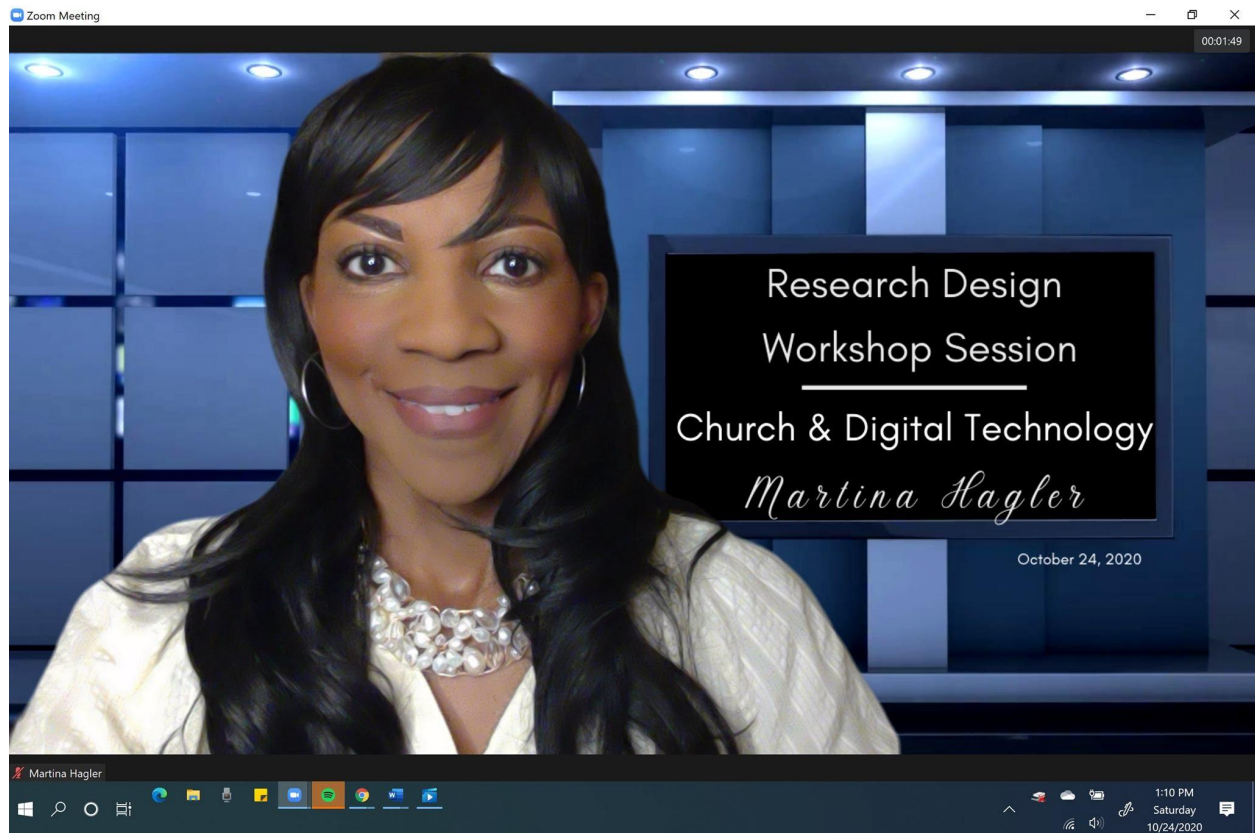 Zoom Meeting
00:01:49
Research Design
Workshop Session
Church & Digital Technology
Martina Hagler
October 24, 2020
Martina Hagler
1:10 PM
Saturday
10/24/2020